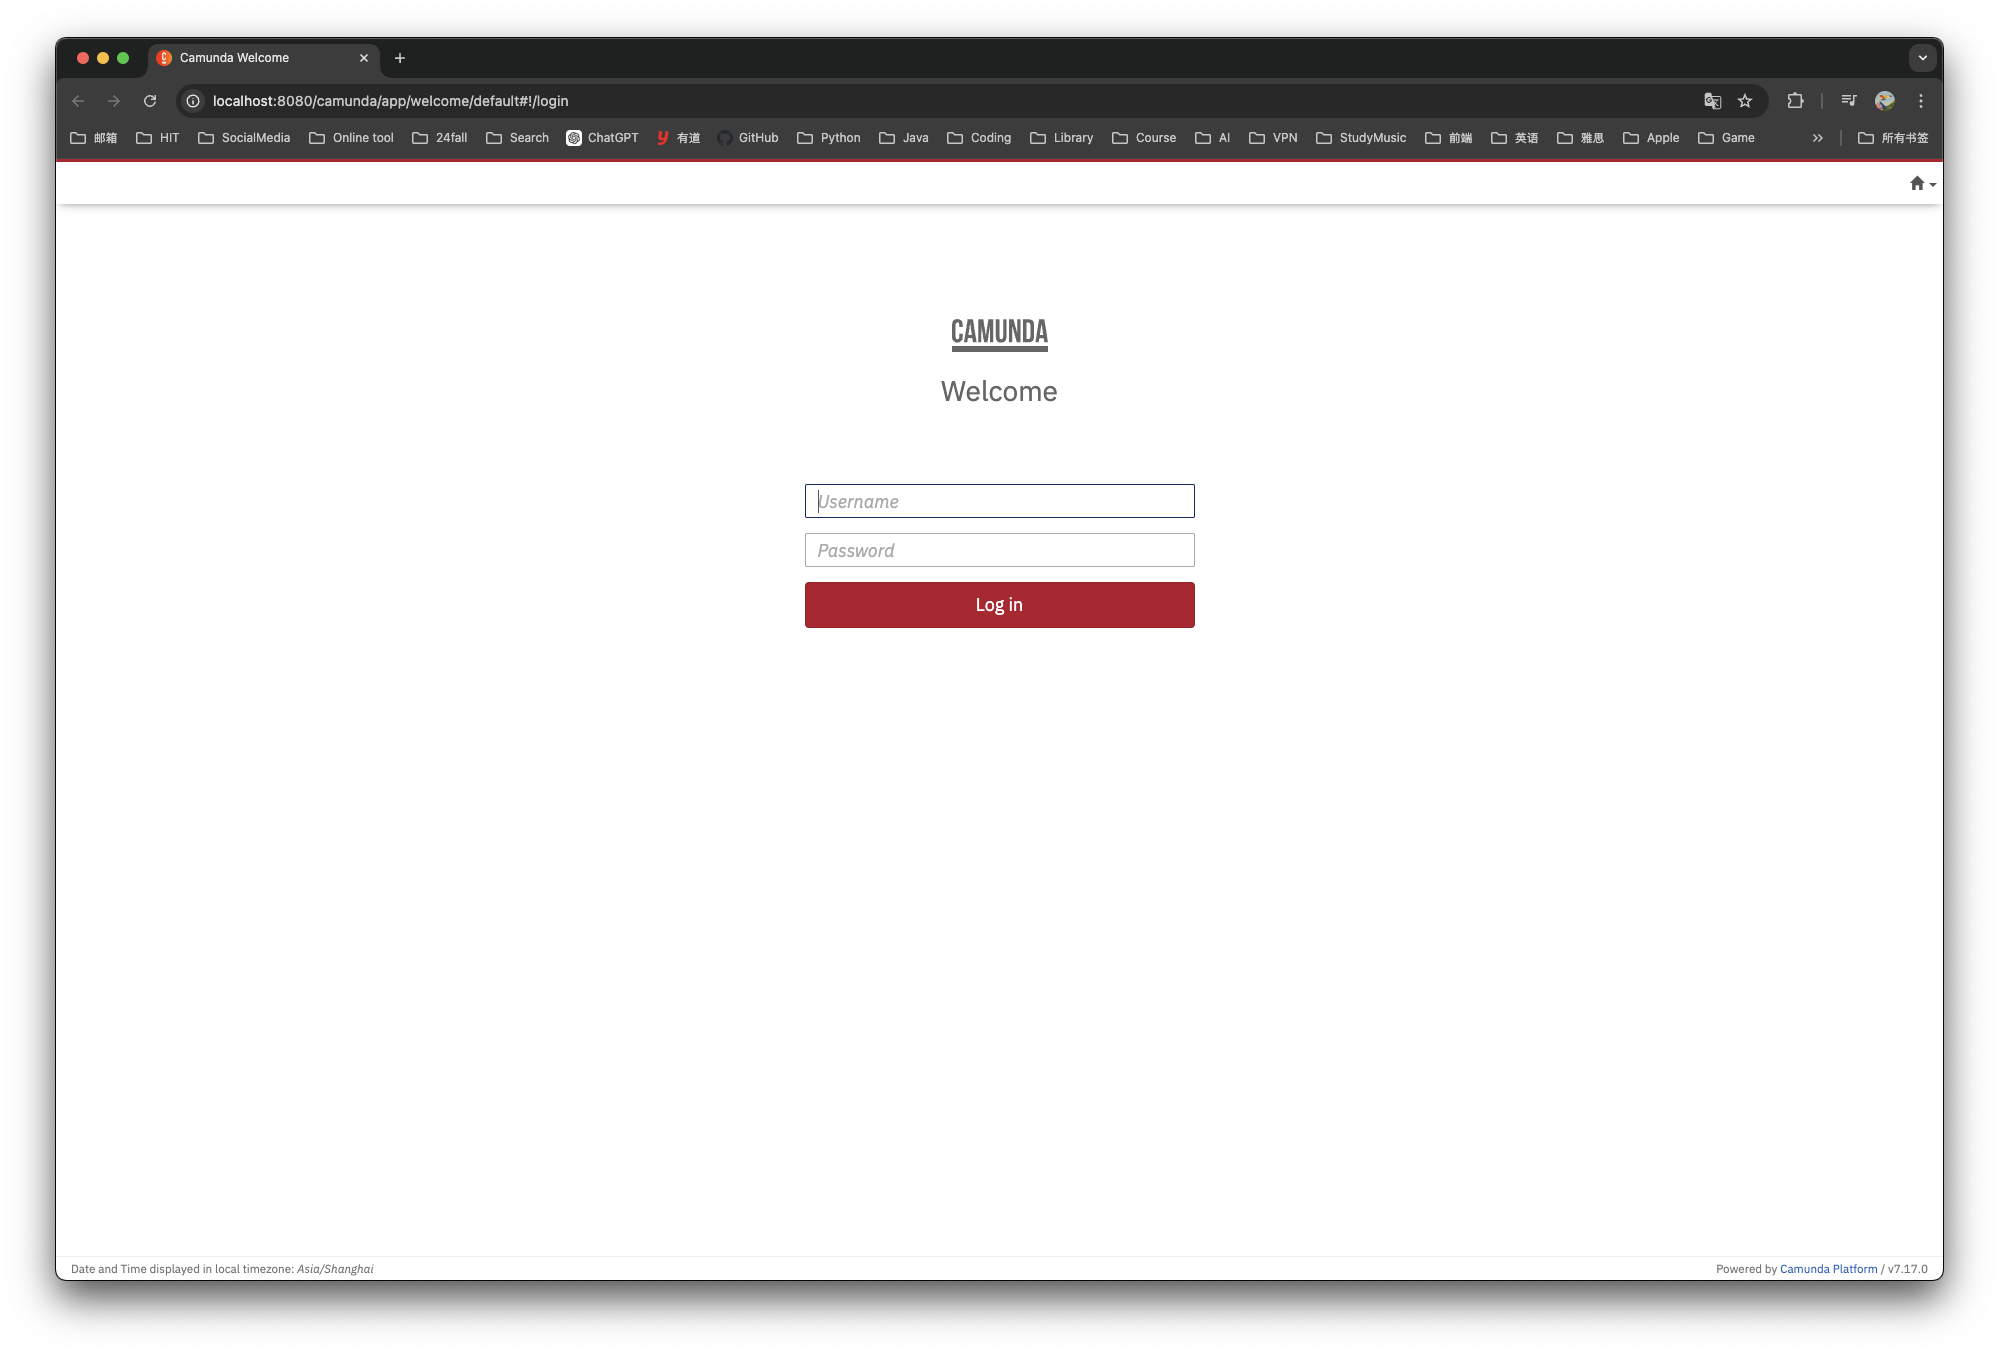 Camunda Welcome
localhost:8080/camunda/app/welcome/default#!/login
邮箱 HIT SocialMedia Online tool 24fall Search ChatGPT 有道 GitHub Python Java Coding Library Course AI VPN StudyMusic 前端 英语 雅思 Apple Game » 所有书签
CAMUNDA
Welcome
Username
Password
Log in
Date and Time displayed in local timezone: Asia/Shanghai Powered by Camunda Platform / v7.17.0